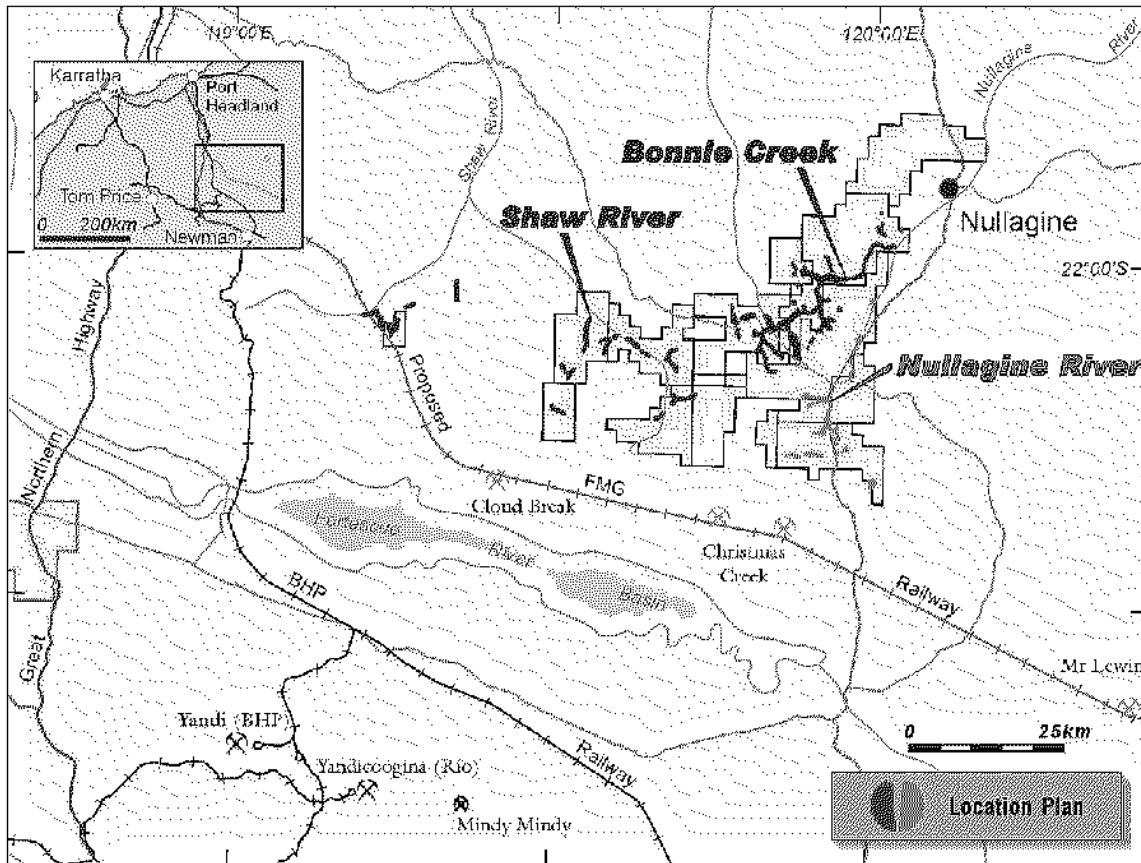 119°00'E
120°00'E
Nullagine
River
Karratha
Port
Headland
Tom Price
0 200km
Newman
Shaw River
Bonnie Creek
Shaw River
Nullagine
22°00'S
Nullagine River
Great
Northern
Highway
Proposed
FMG
Railway
Cloud Break
Christmas
Creek
River
Basin
BHP
Railway
Mt Lewin
0 25km
Yandi (BHP)
Yandicoogina (Rio)
Mindy Mindy
Location Plan